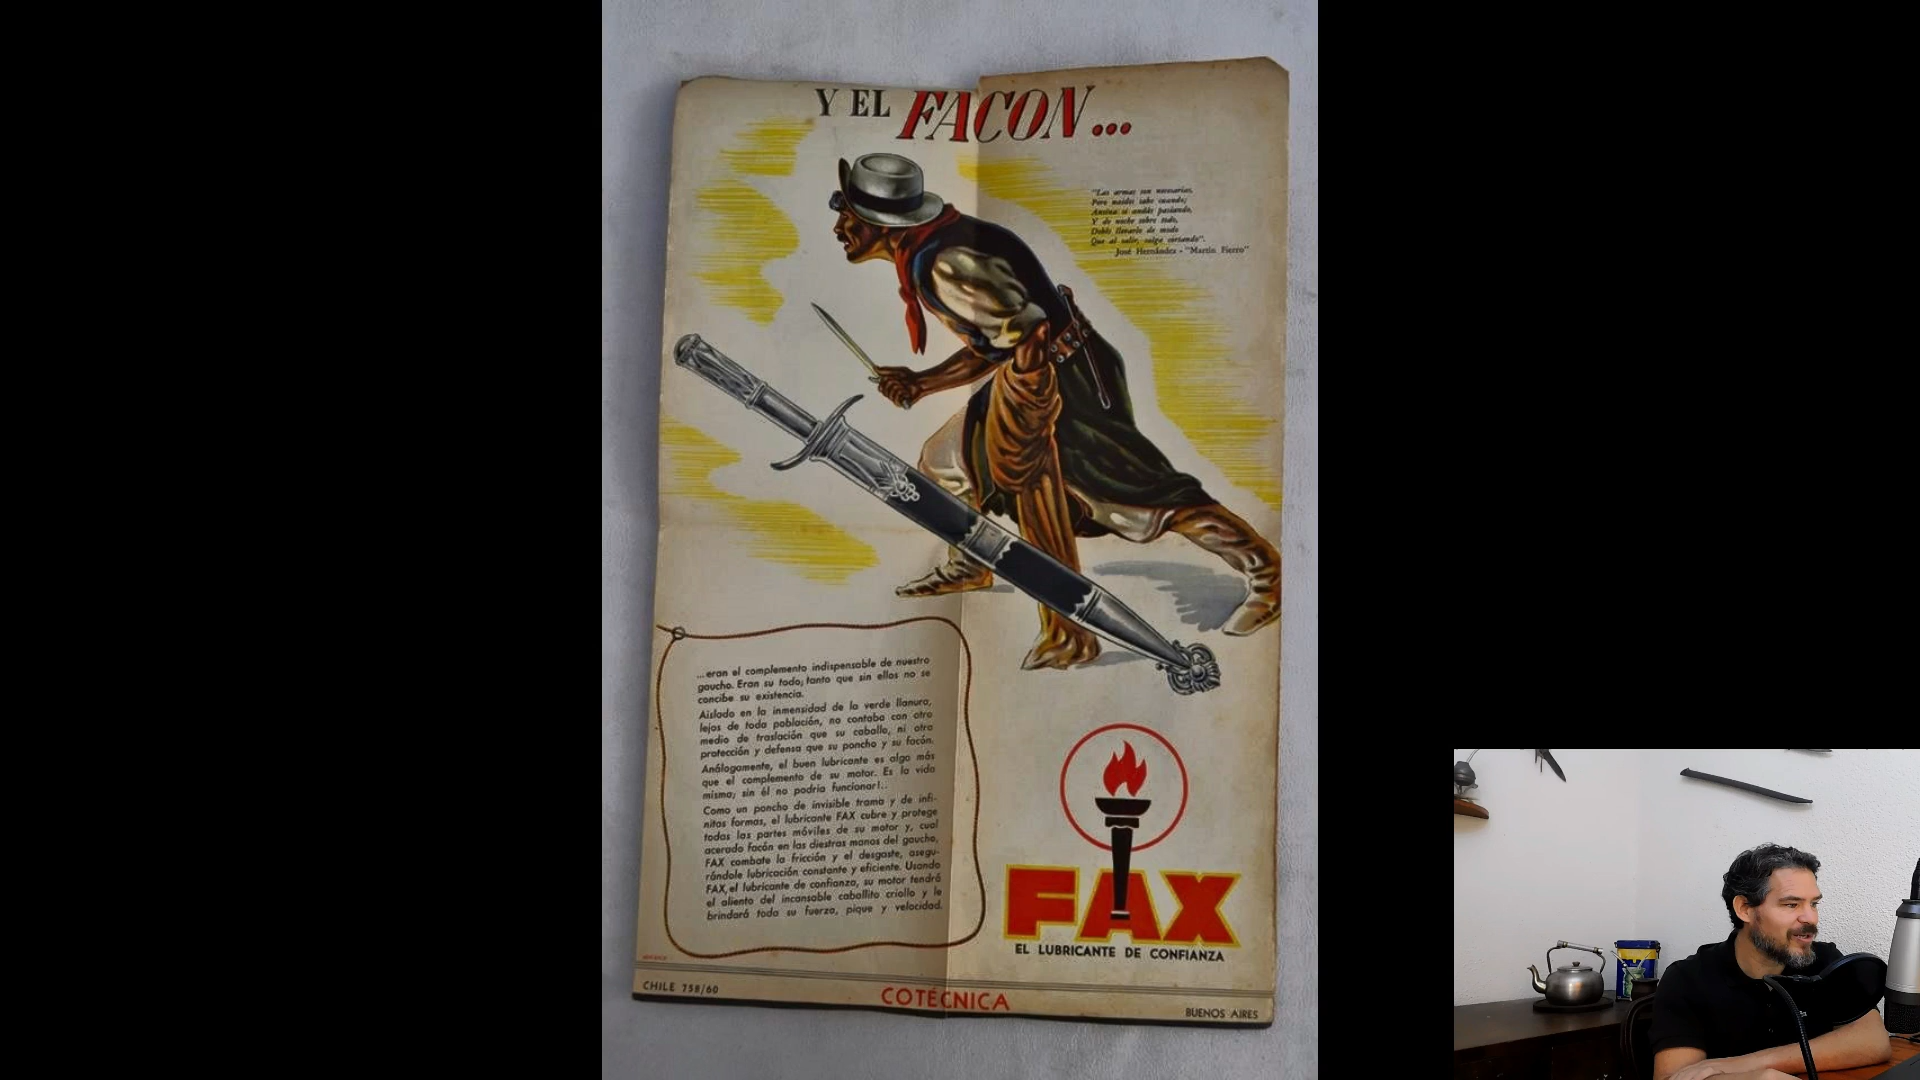 Y EL FACON...
"Las armas son necesarias,
Pero naides sabe cuando;
Ansina si andás pasiando,
Y de noche sobre todo,
Debés llevarlo de modo
Que al salir, salga cortando".
José Hernández - "Martín Fierro"
...eran el complemento indispensable de nuestro
gaucho. Eran su todo; tanto que sin ellos no se
concibe su existencia.
Aislado en la inmensidad de la verde llanura,
lejos de toda población, no contaba con otro
medio de traslación que su caballo, ni otra
protección y defensa que su poncho y su facón.
Análogamente, el buen lubricante es algo más
que el complemento de su motor. Es la vida
misma; sin él no podría funcionar!..
Como un poncho de invisible trama y de infi-
nitas formas, el lubricante FAX cubre y protege
todas las partes móviles de su motor y, cual
acerado facón en las diestras manos del gaucho,
FAX combate la fricción y el desgaste, asegu-
rándole lubricación constante y eficiente. Usando
FAX, el lubricante de confianza, su motor tendrá
el aliento del incansable caballito criollo y le
brindará toda su fuerza, pique y velocidad.
FAX
EL LUBRICANTE DE CONFIANZA
CHILE 758/60
COTÉCNICA
BUENOS AIRES